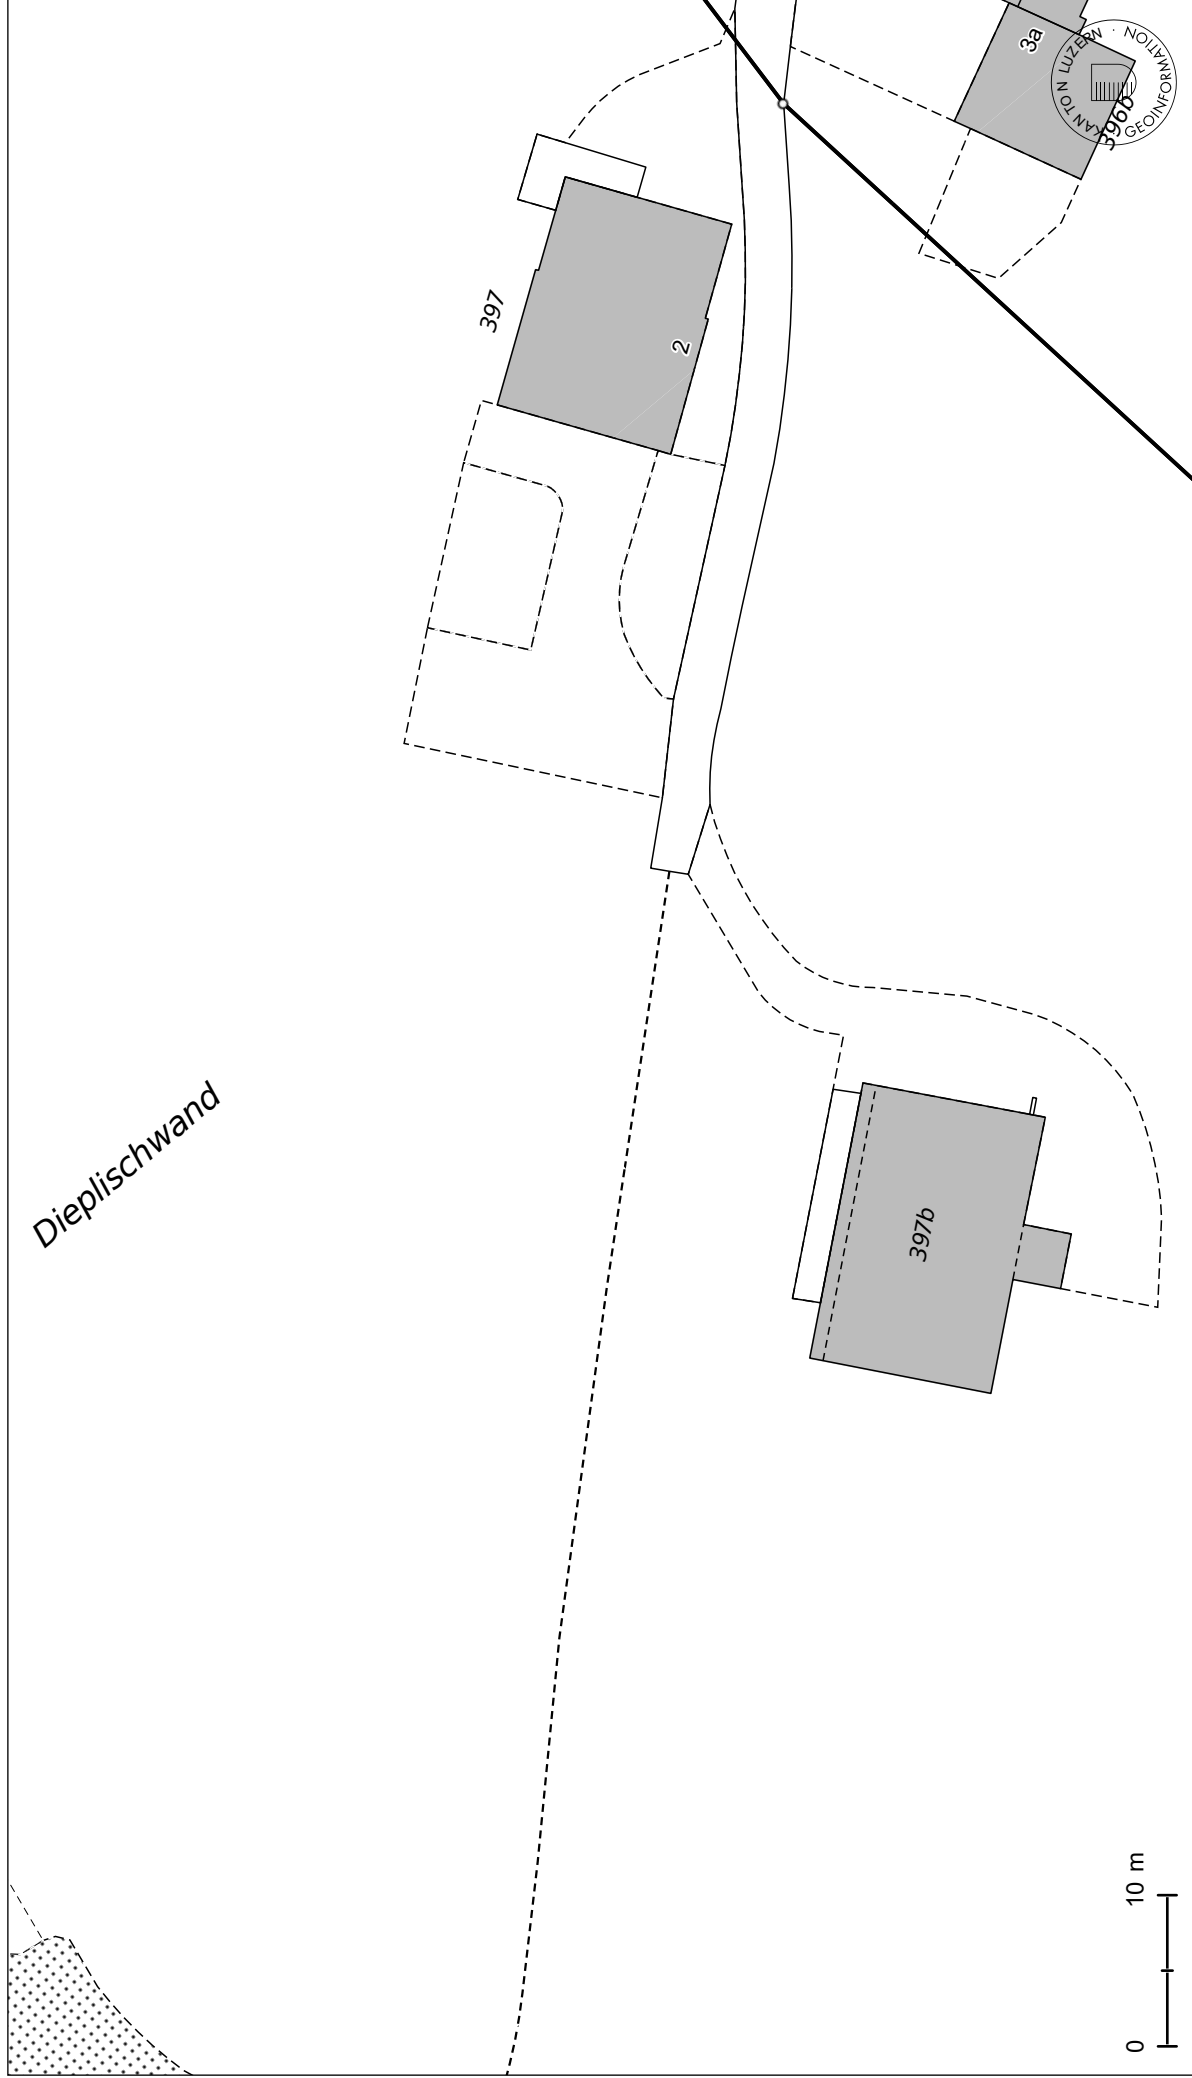 3a
KANTON LUZERN · GEOINFORMATION
396b
397
2
Dieplischwand
397b
0 10 m